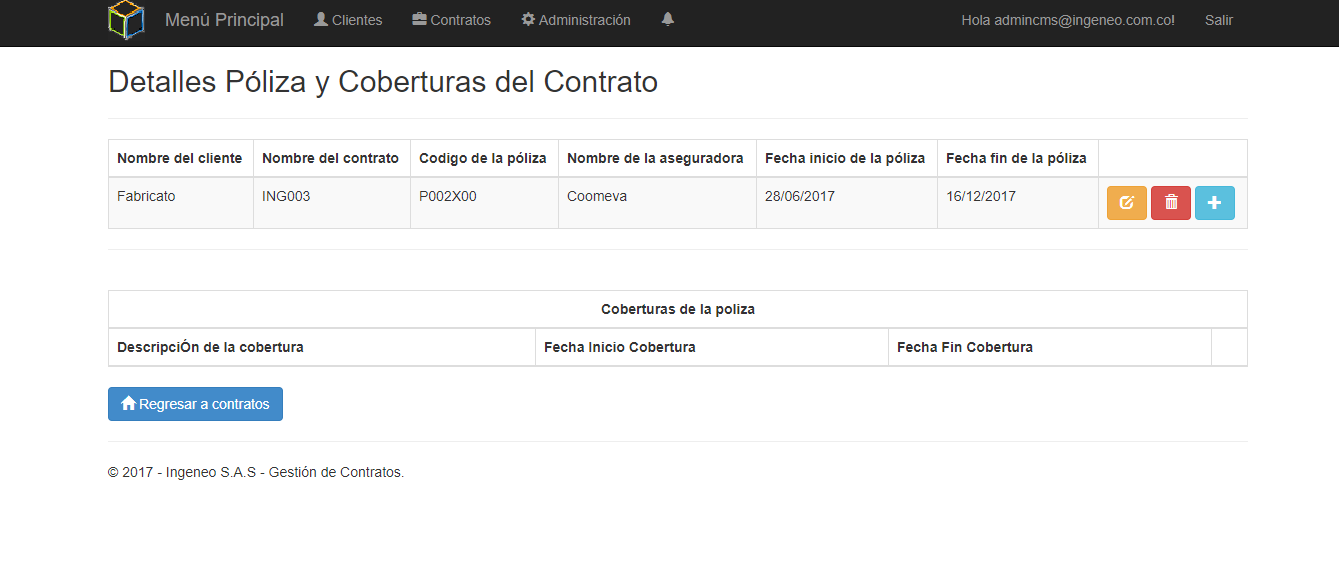 Menú Principal Clientes Contratos Administración Hola admincms@ingeneo.com.co! Salir
Detalles Póliza y Coberturas del Contrato
Nombre del cliente Nombre del contrato Codigo de la póliza Nombre de la aseguradora Fecha inicio de la póliza Fecha fin de la póliza
Fabricato ING003 P002X00 Coomeva 28/06/2017 16/12/2017
Coberturas de la poliza
DescripciÓn de la cobertura Fecha Inicio Cobertura Fecha Fin Cobertura
Regresar a contratos
© 2017 - Ingeneo S.A.S - Gestión de Contratos.